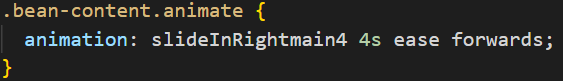 .bean-content.animate {
  animation: slideInRightmain4 4s ease forwards;
}